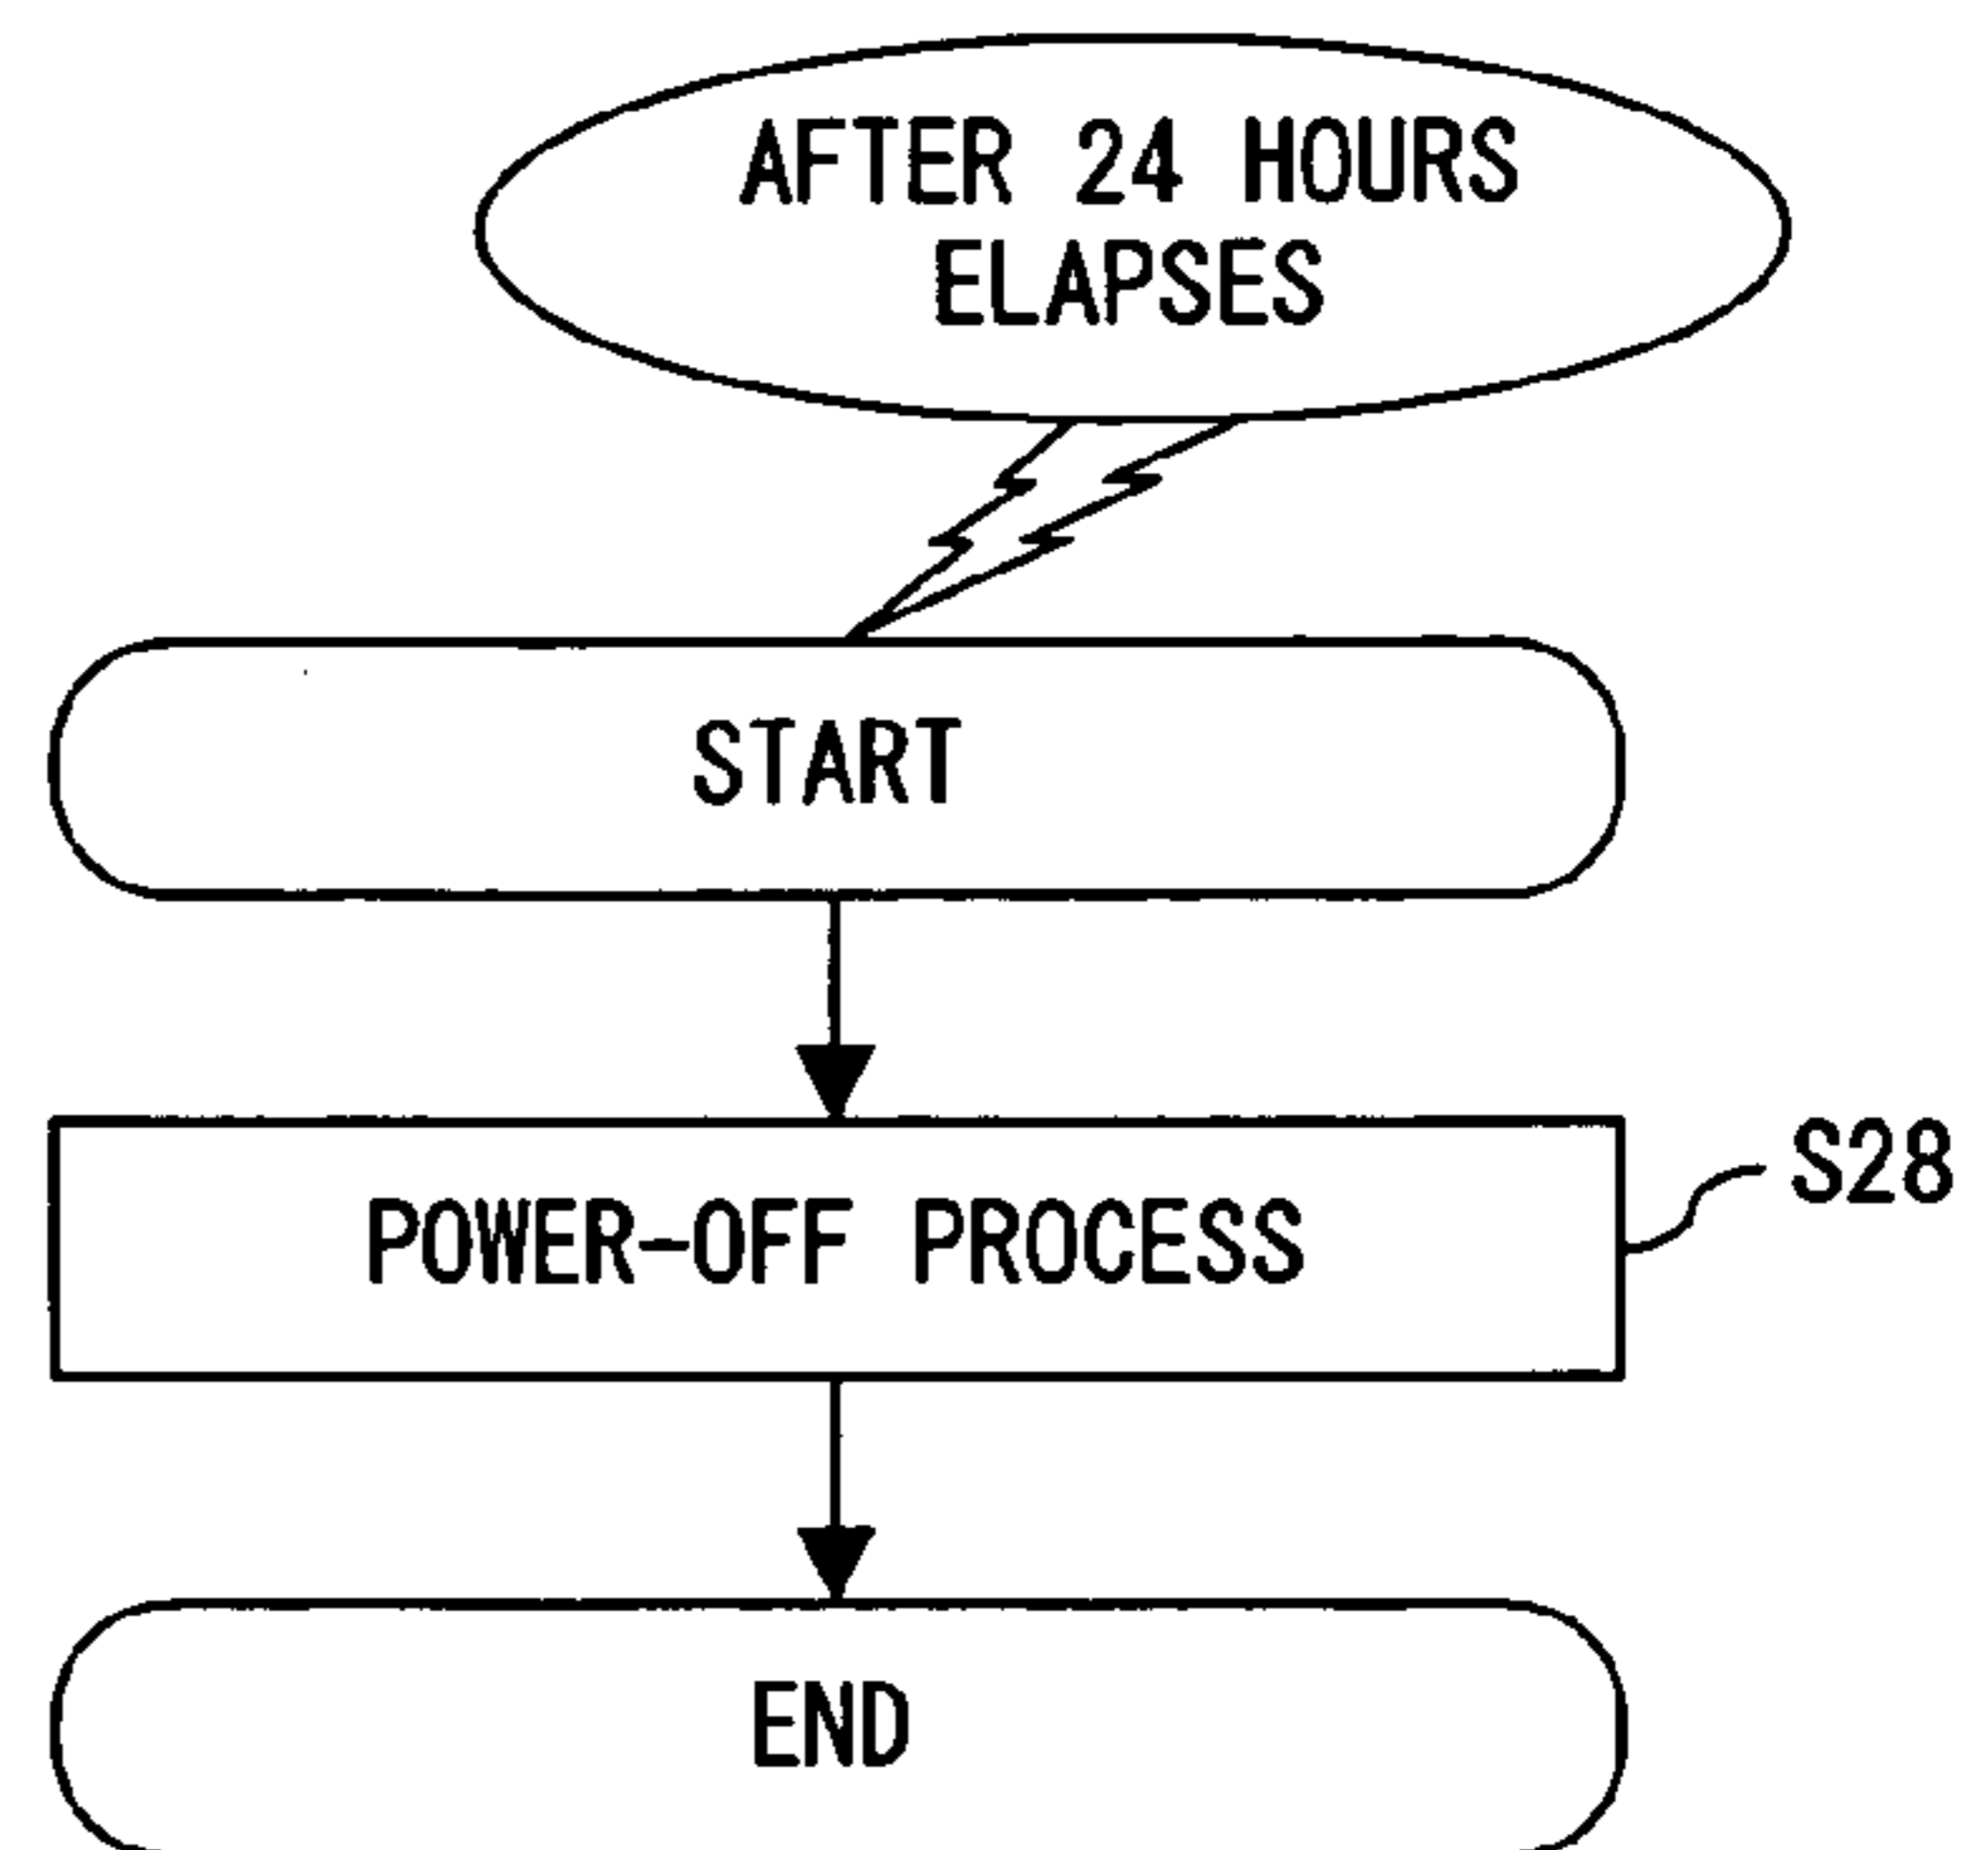 AFTER 24 HOURS
ELAPSES
START
POWER-OFF PROCESS
S28
END